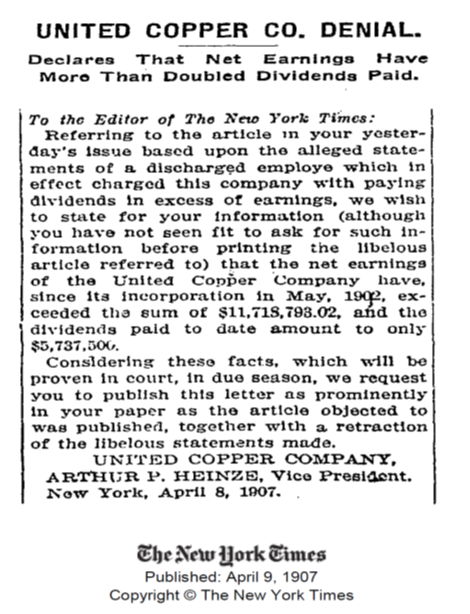 UNITED COPPER CO. DENIAL.
Declares That Net Earnings Have
More Than Doubled Dividends Paid.
To the Editor of The New York Times:
Referring to the article in your yester-
day's issue based upon the alleged state-
ments of a discharged employe which in
effect charged this company with paying
dividends in excess of earnings, we wish
to state for your information (although
you have not seen fit to ask for such in-
formation before printing the libelous
article referred to) that the net earnings
of the United Copper Company have,
since its incorporation in May, 1902, ex-
ceeded the sum of $11,718,793.02, and the
dividends paid to date amount to only
$5,737,500.
Considering these facts, which will be
proven in court, in due season, we request
you to publish this letter as prominently
in your paper as the article objected to
was published, together with a retraction
of the libelous statements made.
UNITED COPPER COMPANY,
ARTHUR P. HEINZE, Vice President.
New York, April 8, 1907.
The New York Times
Published: April 9, 1907
Copyright © The New York Times